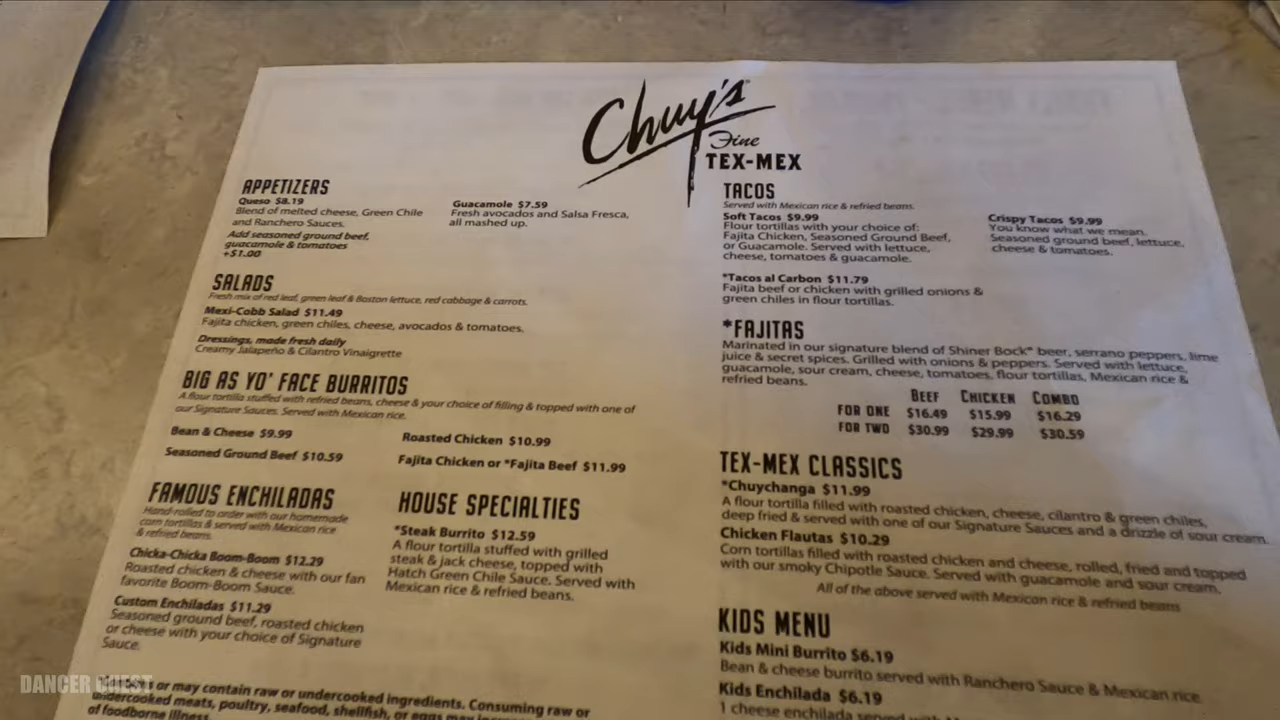 Chuy's
Fine
TEX-MEX
APPETIZERS
Queso $8.19
Blend of melted cheese, Green Chile
and Ranchero Sauces.
Add seasoned ground beef,
guacamole & tomatoes
+$1.00
Guacamole $7.59
Fresh avocados and Salsa Fresca,
all mashed up.
SALADS
Fresh mix of red leaf, green leaf & Boston lettuce, red cabbage & carrots.
Mexi-Cobb Salad $11.49
Fajita chicken, green chiles, cheese, avocados & tomatoes.
Dressings, made fresh daily
Creamy Jalapeño & Cilantro Vinaigrette
BIG AS YO' FACE BURRITOS
A flour tortilla stuffed with refried beans, cheese & your choice of filling & topped with one of
our Signature Sauces. Served with Mexican rice.
Bean & Cheese $9.99
Seasoned Ground Beef $10.59
Roasted Chicken $10.99
Fajita Chicken or *Fajita Beef $11.99
FAMOUS ENCHILADAS
Hand-rolled to order with our homemade
corn tortillas & served with Mexican rice
& refried beans.
Chicka-Chicka Boom-Boom $12.29
Roasted chicken & cheese with our fan
favorite Boom-Boom Sauce.
Custom Enchiladas $11.29
Seasoned ground beef, roasted chicken
or cheese with your choice of Signature
Sauce.
HOUSE SPECIALTIES
*Steak Burrito $12.59
A flour tortilla stuffed with grilled
steak & jack cheese, topped with
Hatch Green Chile Sauce. Served with
Mexican rice & refried beans.
or may contain raw or undercooked ingredients. Consuming raw or
undercooked meats, poultry, seafood, shellfish, or eggs may
of foodborne illness.
TACOS
Served with Mexican rice & refried beans.
Soft Tacos $9.99
Flour tortillas with your choice of:
Fajita Chicken, Seasoned Ground Beef,
or Guacamole. Served with lettuce,
cheese, tomatoes & guacamole.
Crispy Tacos $9.99
You know what we mean.
Seasoned ground beef, lettuce,
cheese & tomatoes.
*Tacos al Carbon $11.79
Fajita beef or chicken with grilled onions &
green chiles in flour tortillas.
*FAJITAS
Marinated in our signature blend of Shiner Bock® beer, serrano peppers, lime
juice & secret spices. Grilled with onions & peppers. Served with lettuce,
guacamole, sour cream, cheese, tomatoes, flour tortillas, Mexican rice &
refried beans.
BEEF CHICKEN COMBO
FOR ONE $16.49 $15.99 $16.29
FOR TWO $30.99 $29.99 $30.59
TEX-MEX CLASSICS
*Chuychanga $11.99
A flour tortilla filled with roasted chicken, cheese, cilantro & green chiles,
deep fried & served with one of our Signature Sauces and a drizzle of sour cream.
Chicken Flautas $10.29
Corn tortillas filled with roasted chicken and cheese, rolled, fried and topped
with our smoky Chipotle Sauce. Served with guacamole and sour cream.
All of the above served with Mexican rice & refried beans
KIDS MENU
Kids Mini Burrito $6.19
Bean & cheese burrito served with Ranchero Sauce & Mexican rice
Kids Enchilada $6.19
1 cheese enchilada served with
DANCER QUEST